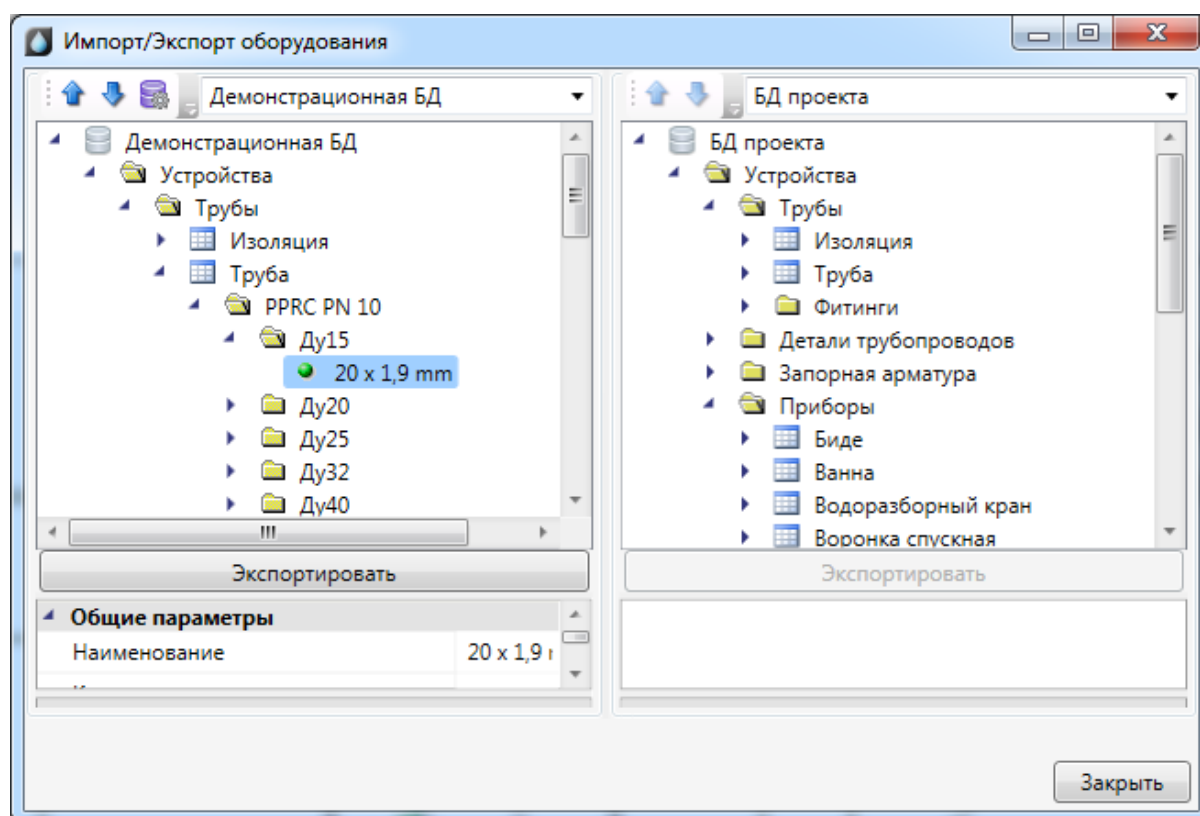 Импорт/Экспорт оборудования
Демонстрационная БД
Демонстрационная БД
Устройства
Трубы
Изоляция
Труба
PPRC PN 10
Ду15
20 x 1,9 mm
Ду20
Ду25
Ду32
Ду40
Экспортировать
Общие параметры
Наименование 20 x 1,9
БД проекта
БД проекта
Устройства
Трубы
Изоляция
Труба
Фитинги
Детали трубопроводов
Запорная арматура
Приборы
Биде
Ванна
Водоразборный кран
Воронка спускная
Экспортировать
Закрыть